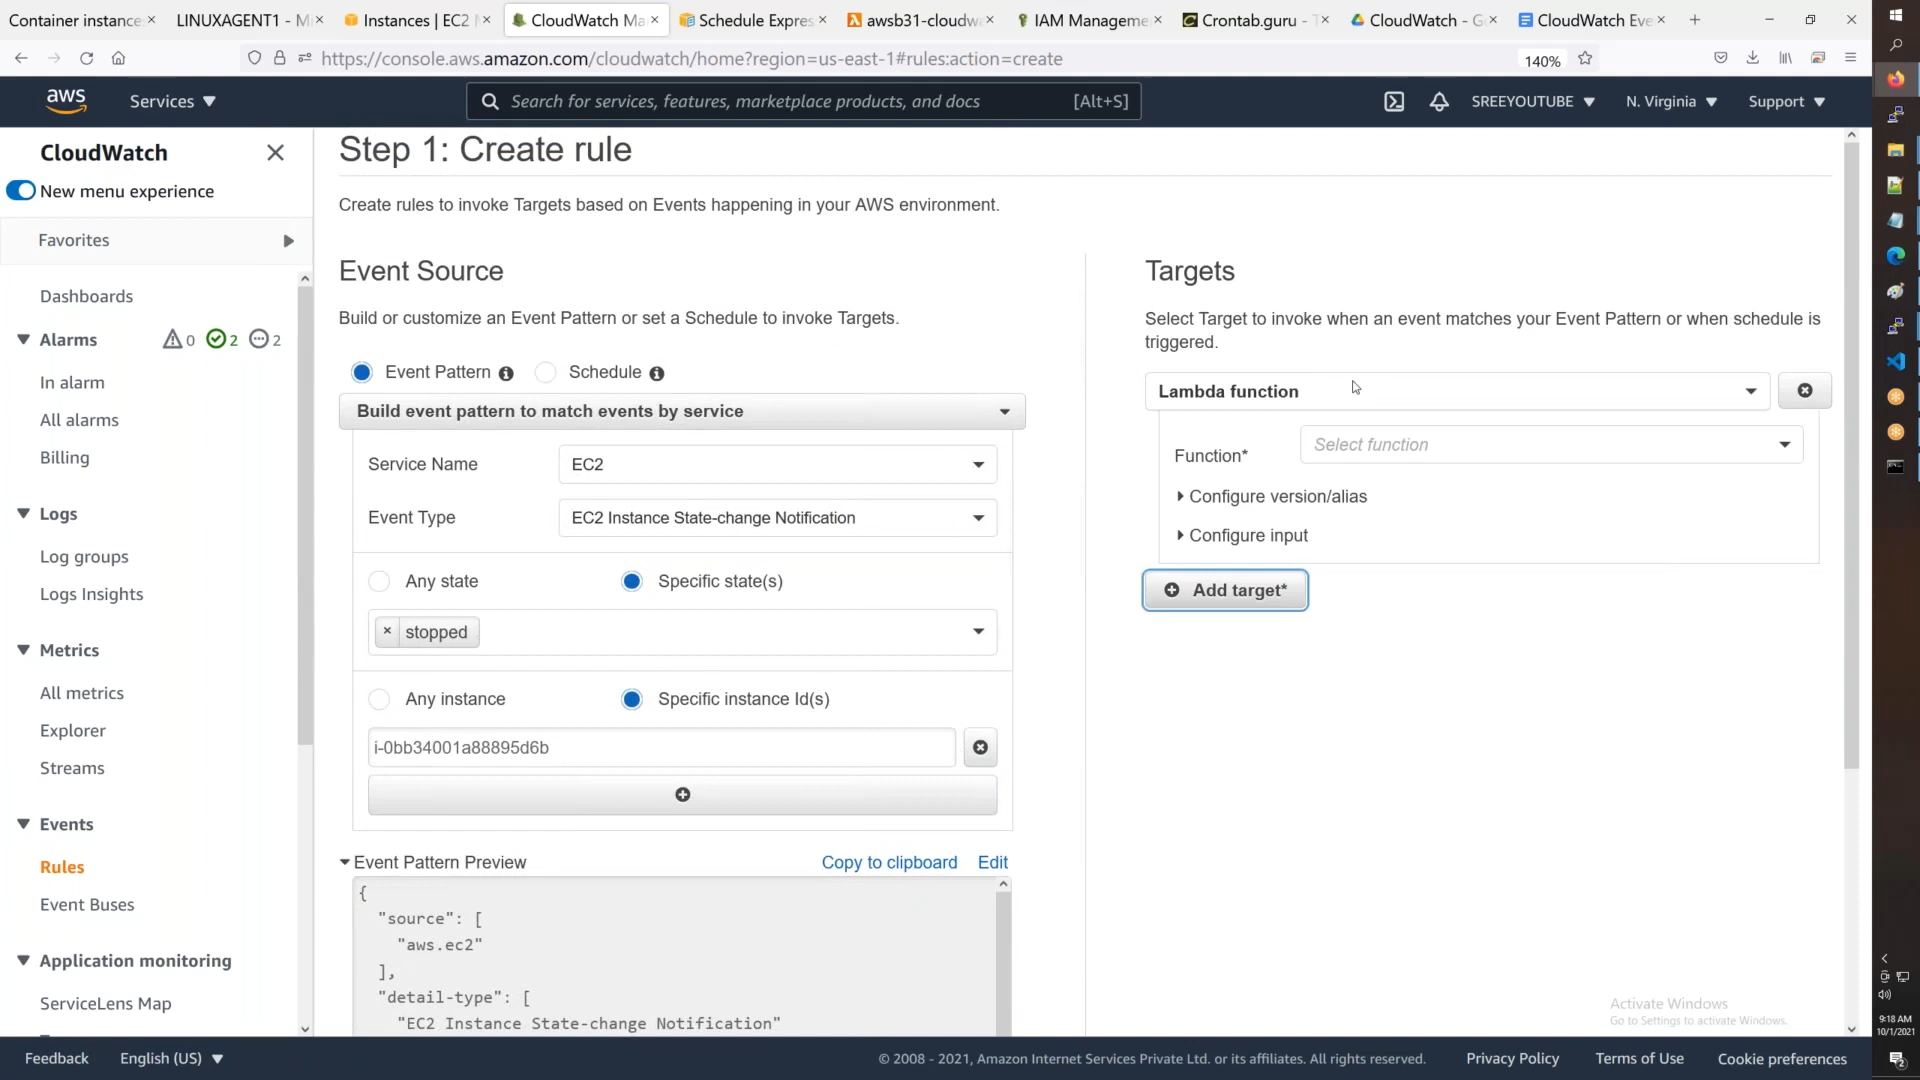 Container instance
LINUXAGENT1 - Mi
Instances | EC2 M
CloudWatch Ma
Schedule Expres
awsb31-cloudwa
IAM Manageme
Crontab.guru - T
CloudWatch - Go
CloudWatch Eve
https://console.aws.amazon.com/cloudwatch/home?region=us-east-1#rules:action=create
140%
aws
Services
Search for services, features, marketplace products, and docs
[Alt+S]
SREEYOUTUBE
N. Virginia
Support
CloudWatch
New menu experience
Favorites
Dashboards
Alarms 0 2 2
In alarm
All alarms
Billing
Logs
Log groups
Logs Insights
Metrics
All metrics
Explorer
Streams
Events
Rules
Event Buses
Application monitoring
ServiceLens Map
Step 1: Create rule
Create rules to invoke Targets based on Events happening in your AWS environment.
Event Source
Build or customize an Event Pattern or set a Schedule to invoke Targets.
Event Pattern
Schedule
Build event pattern to match events by service
Service Name
EC2
Event Type
EC2 Instance State-change Notification
Any state
Specific state(s)
stopped
Any instance
Specific instance Id(s)
i-0bb34001a88895d6b
Event Pattern Preview
Copy to clipboard
Edit
{
"source": [
"aws.ec2"
],
"detail-type": [
"EC2 Instance State-change Notification"
Targets
Select Target to invoke when an event matches your Event Pattern or when schedule is
triggered.
Lambda function
Function*
Select function
Configure version/alias
Configure input
Add target*
Activate Windows
Go to Settings to activate Windows.
9:18 AM
10/1/2021
2
Feedback
English (US)
© 2008 - 2021, Amazon Internet Services Private Ltd. or its affiliates. All rights reserved.
Privacy Policy
Terms of Use
Cookie preferences